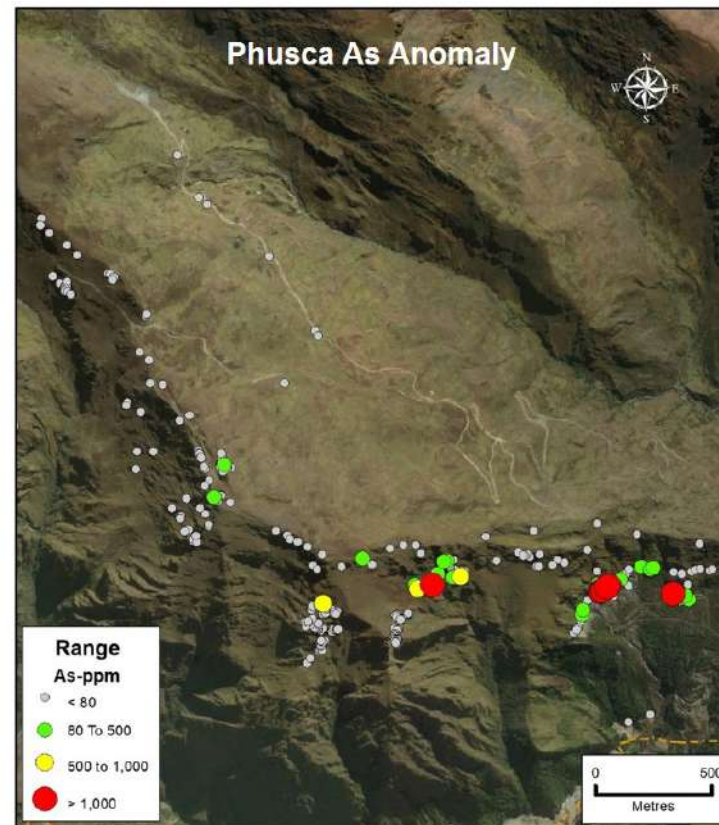 Phusca As Anomaly
N
W E
S
Range
As-ppm
< 80
80 To 500
500 to 1,000
> 1,000
0 500
Metres